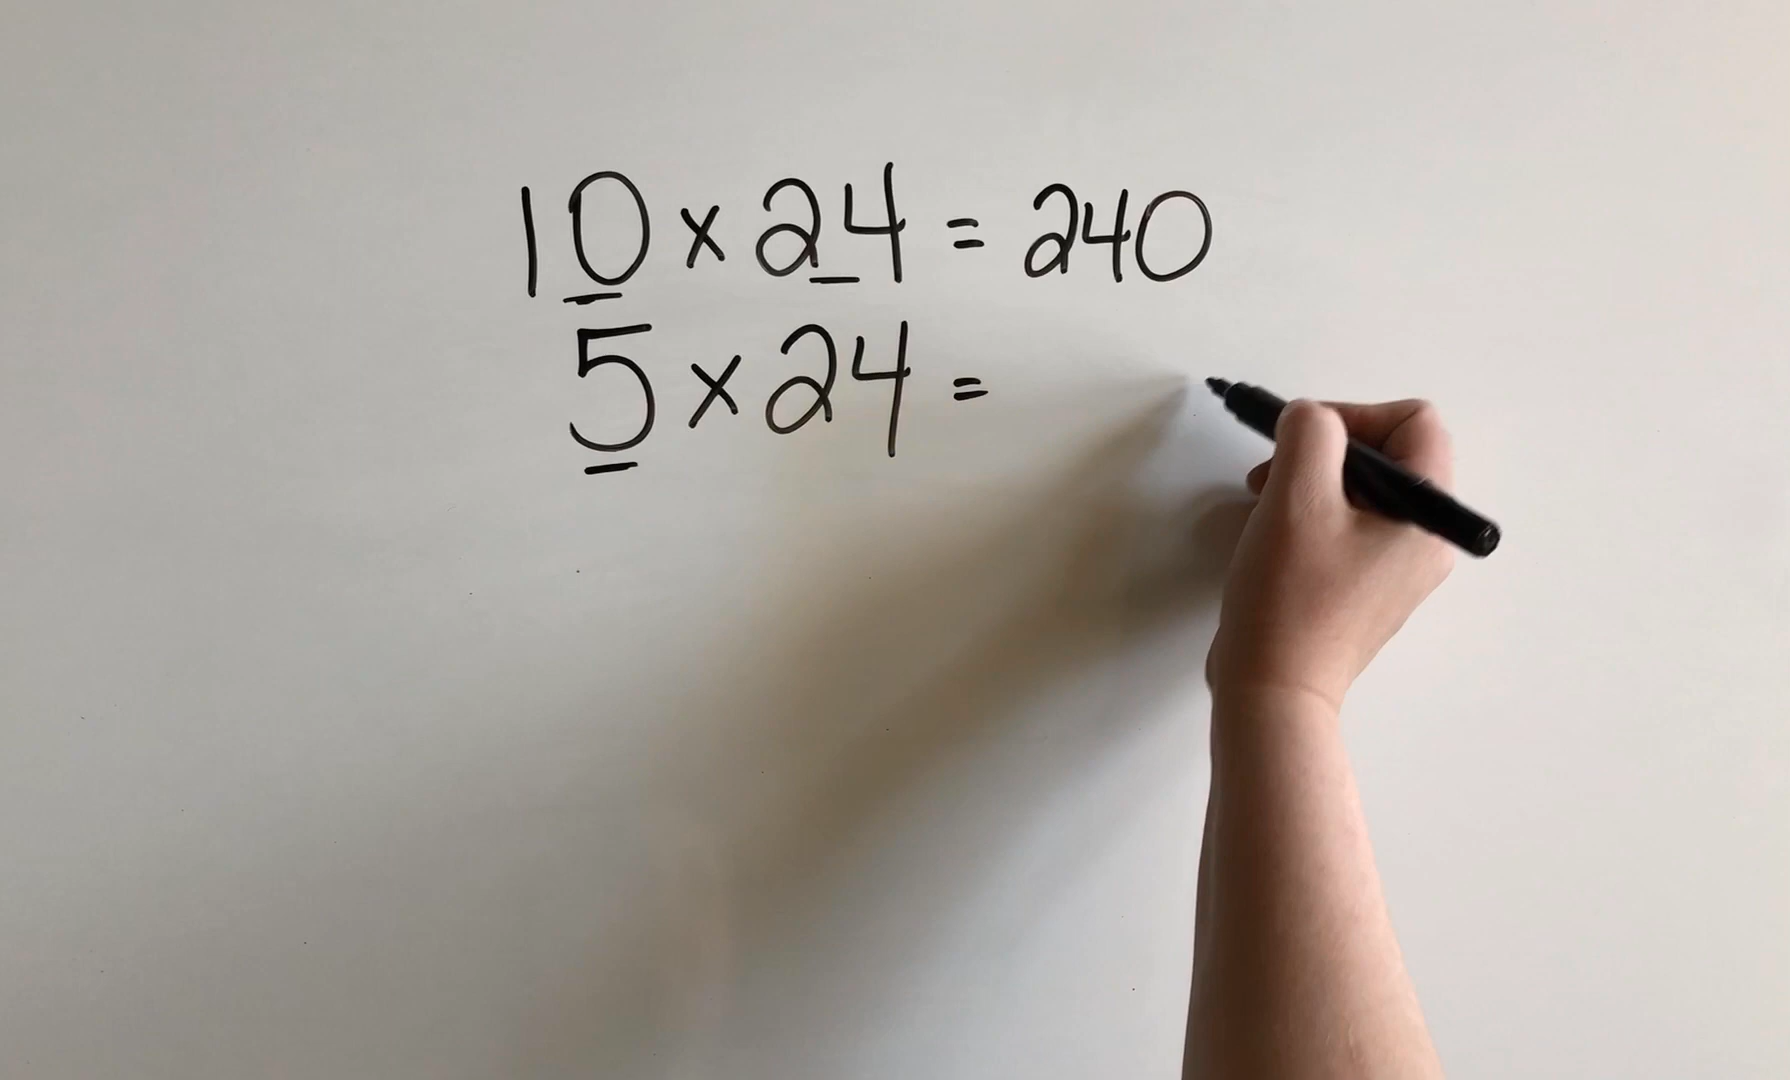 10 × 24 = 240
5 × 24 =